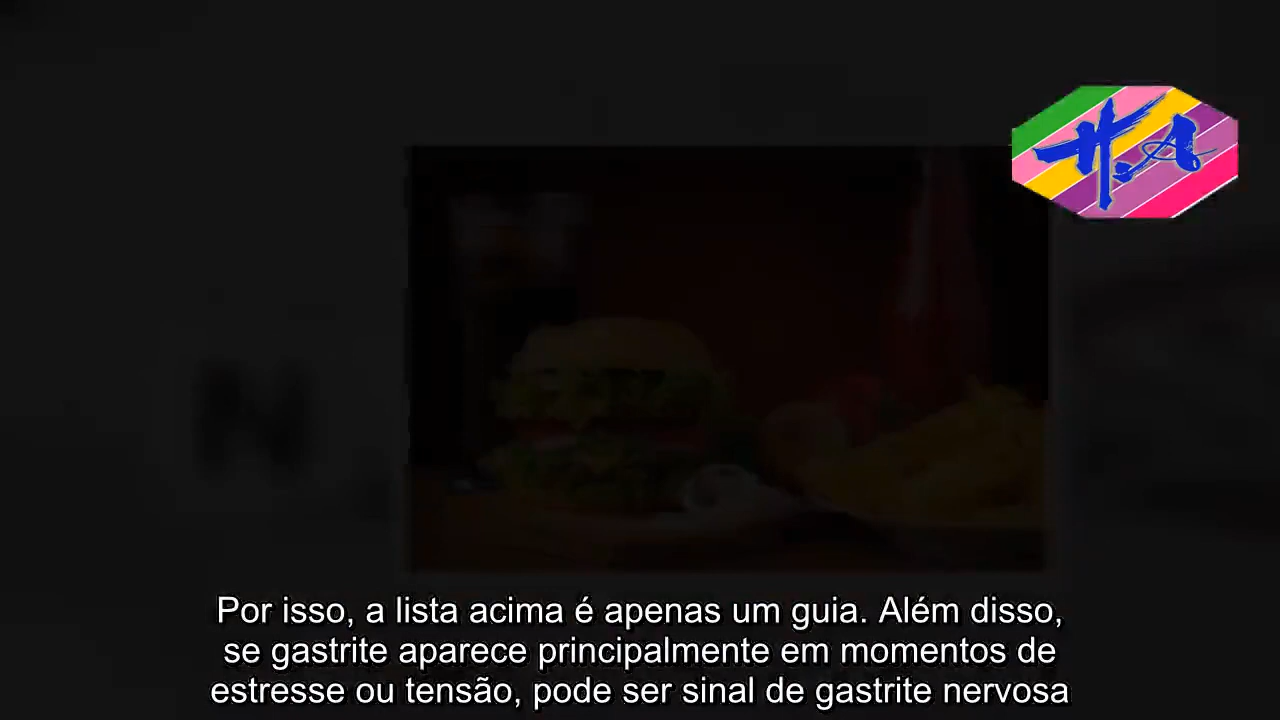 H.A
Por isso, a lista acima é apenas um guia. Além disso,
se gastrite aparece principalmente em momentos de
estresse ou tensão, pode ser sinal de gastrite nervosa